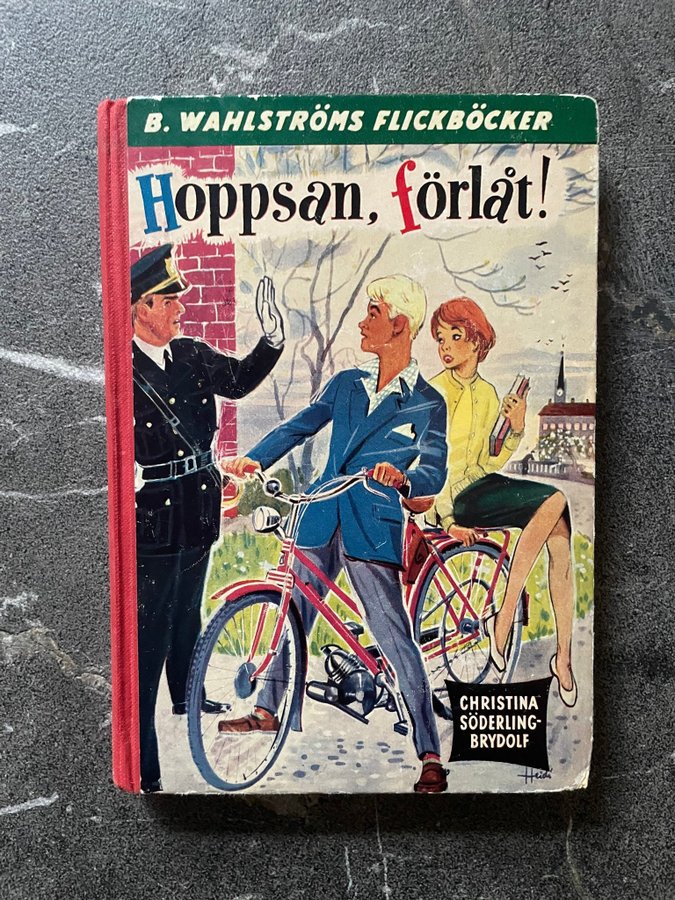 B. WAHLSTRÖMS FLICKBÖCKER
Hoppsan, förlåt!
CHRISTINA
SÖDERLING-
BRYDOLF
Heidi